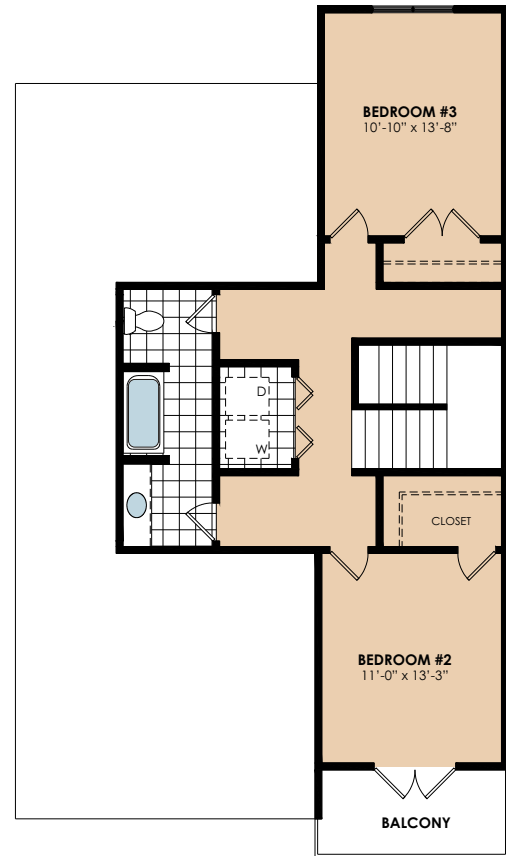 BEDROOM #3
10'-10" x 13'-8"
D
W
CLOSET
BEDROOM #2
11'-0" x 13'-3"
BALCONY